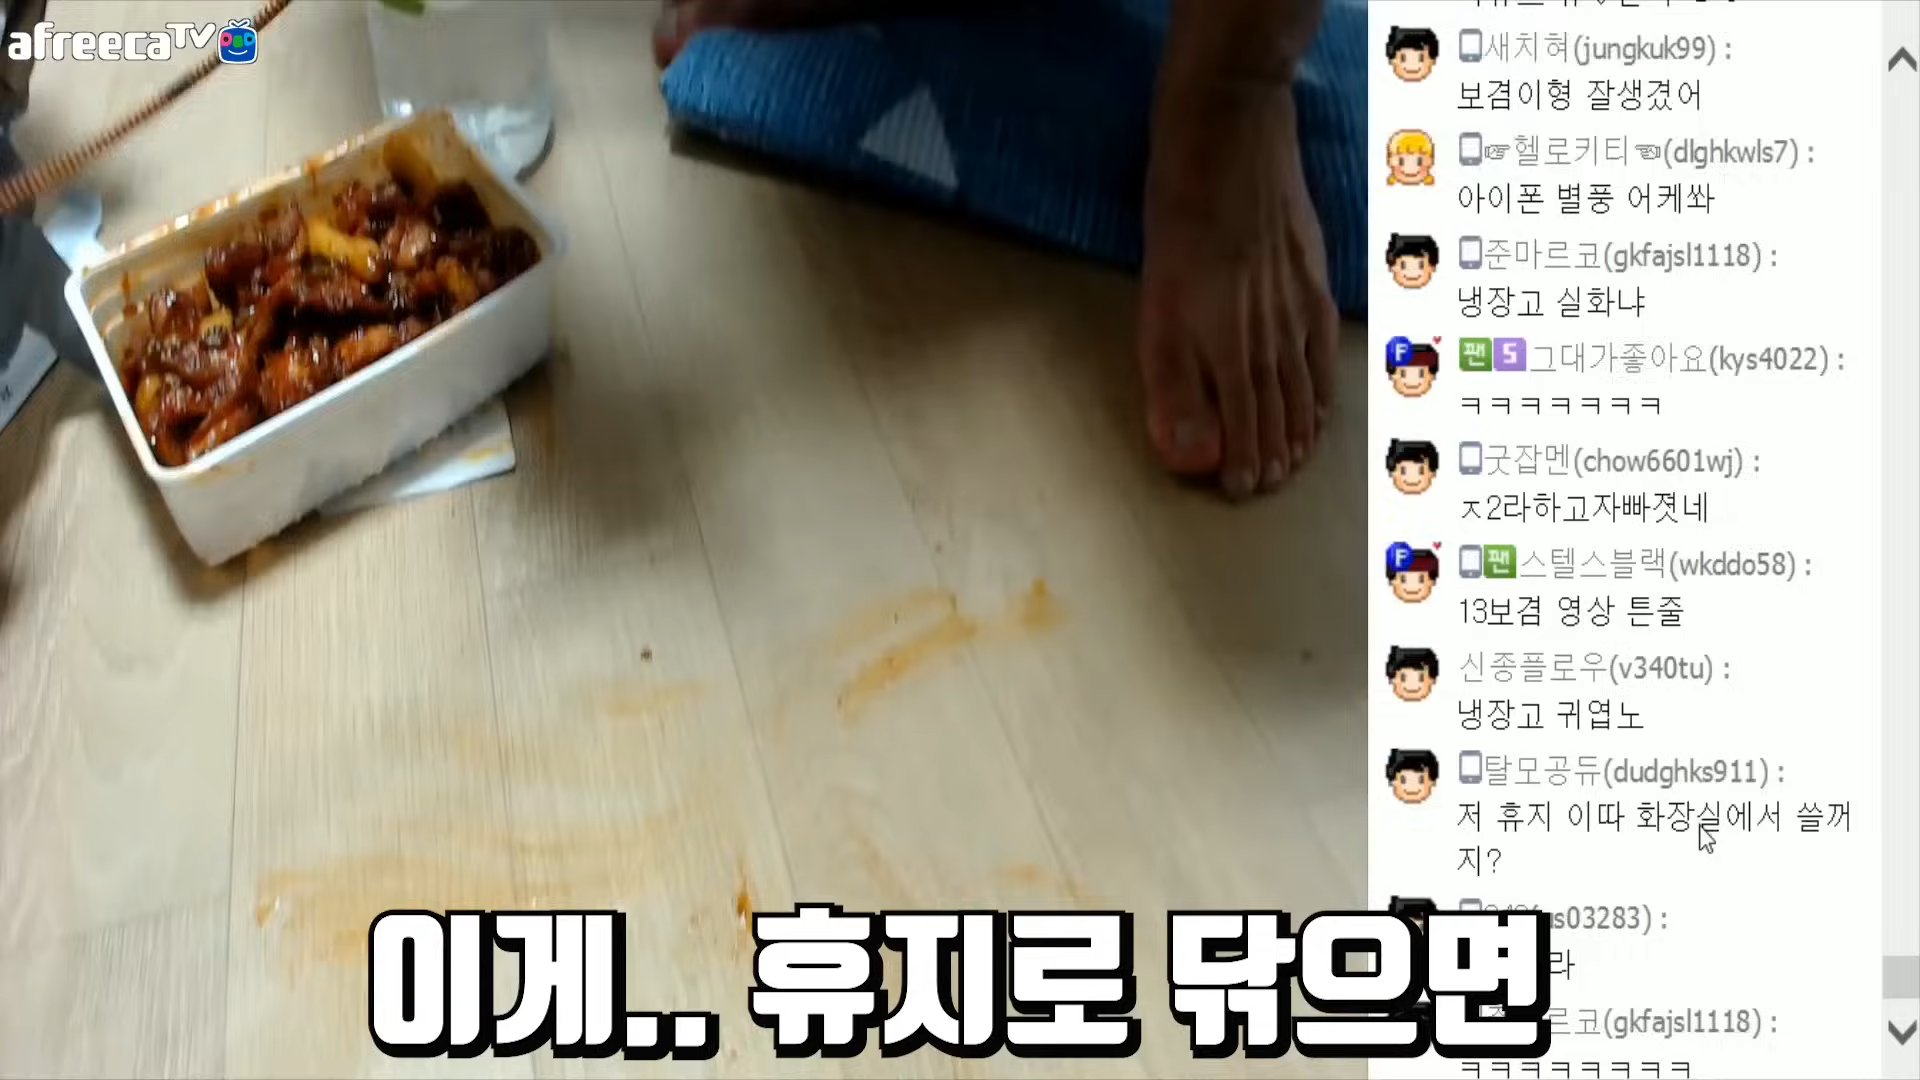 afreecaTV
새치혀(jungkuk99) :
보겸이형 잘생겼어
☞헬로키티☜(dlghkwls7) :
아이폰 별풍 어케쏴
준마르코(gkfajsl1118) :
냉장고 실화냐
팬 5 그대가좋아요(kys4022) :
ㅋㅋㅋㅋㅋㅋㅋ
굿잡멘(chow6601wj) :
ㅈ2라하고자빠졋네
팬 스텔스블랙(wkddo58) :
13보겸 영상 튼줄
신종플로우(v340tu) :
냉장고 귀엽노
탈모공듀(dudghks911) :
저 휴지 이따 화장실에서 쓸꺼
지?
이게.. 휴지로 닦으면
르코(gkfajsl1118) :
ㅋㅋㅋㅋㅋㅋㅋㅋ